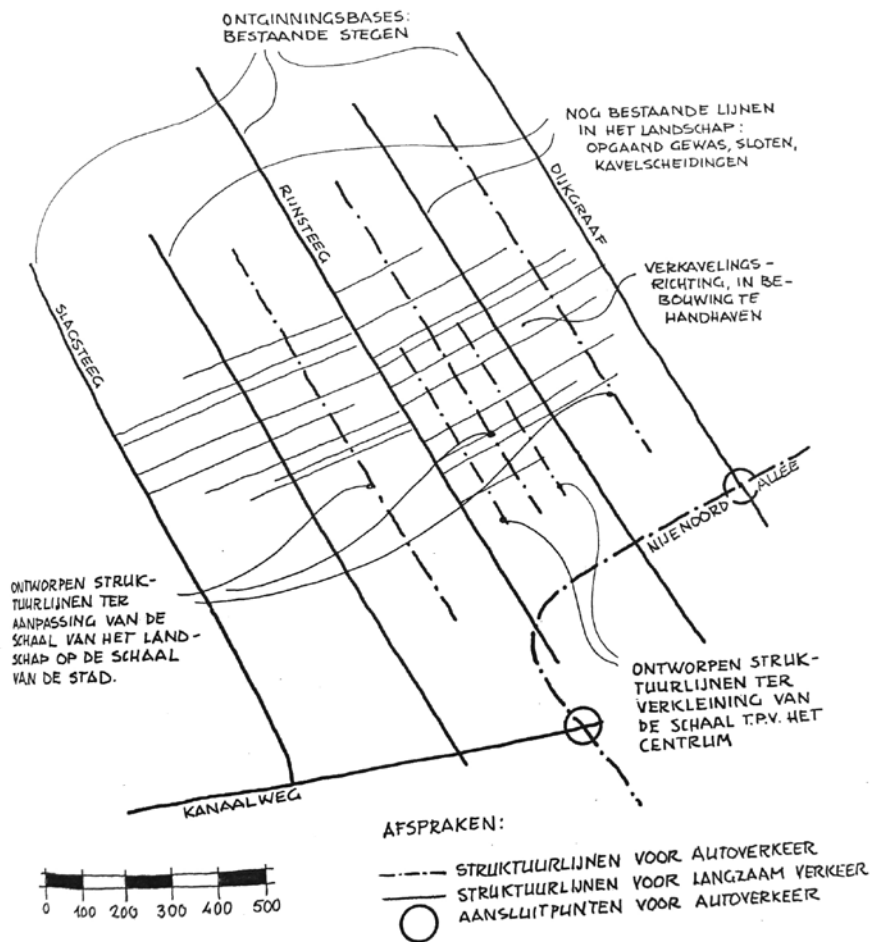 ONTGINNINGSBASES:
BESTAANDE STEGEN
NOG BESTAANDE LIJNEN
IN HET LANDSCHAP:
OPGAAND GEWAS, SLOTEN,
KAVELSCHEIDINGEN
DIJKGRAAF
RIJNSTEEG
SLAGSTEEG
VERKAVELINGS-
RICHTING, IN BE-
BOUWING TE
HANDHAVEN
NIJENOORD ALLEE
ONTWORPEN STRUK-
TUURLIJNEN TER
AANPASSING VAN DE
SCHAAL VAN HET LAND-
SCHAP OP DE SCHAAL
VAN DE STAD.
ONTWORPEN STRUK-
TUURLIJNEN TER
VERKLEINING VAN
DE SCHAAL T.P.V. HET
CENTRUM
KANAALWEG
AFSPRAKEN:
STRUKTUURLIJNEN VOOR AUTOVERKEER
STRUKTUURLIJNEN VOOR LANGZAAM VERKEER
AANSLUITPUNTEN VOOR AUTOVERKEER
0 100 200 300 400 500